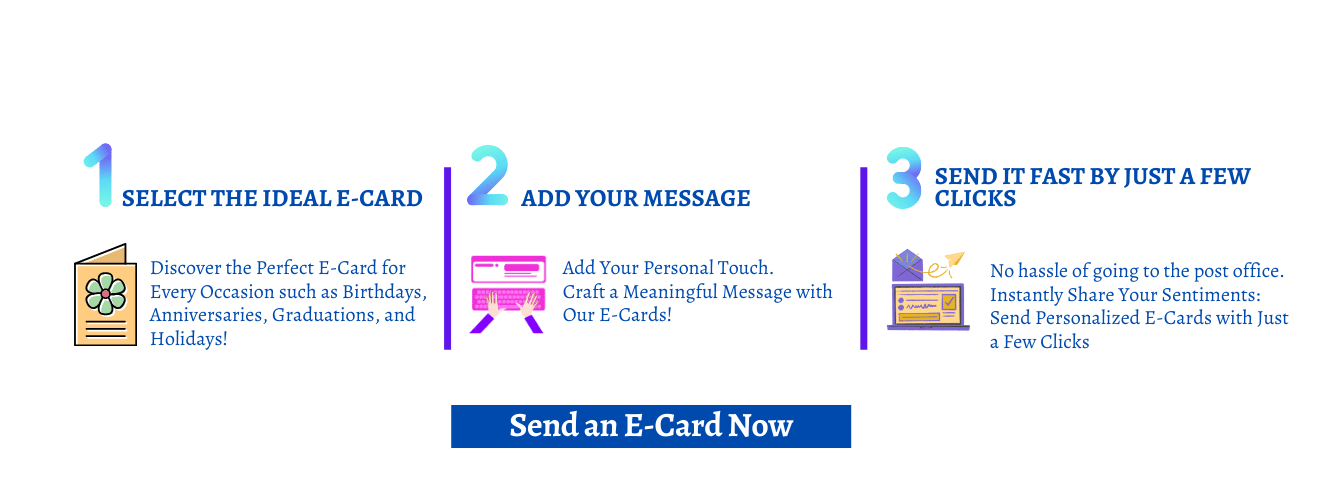 1
SELECT THE IDEAL E-CARD
Discover the Perfect E-Card for
Every Occasion such as Birthdays,
Anniversaries, Graduations, and
Holidays!
2
ADD YOUR MESSAGE
Add Your Personal Touch.
Craft a Meaningful Message with
Our E-Cards!
3
SEND IT FAST BY JUST A FEW
CLICKS
No hassle of going to the post office.
Instantly Share Your Sentiments:
Send Personalized E-Cards with Just
a Few Clicks
Send an E-Card Now